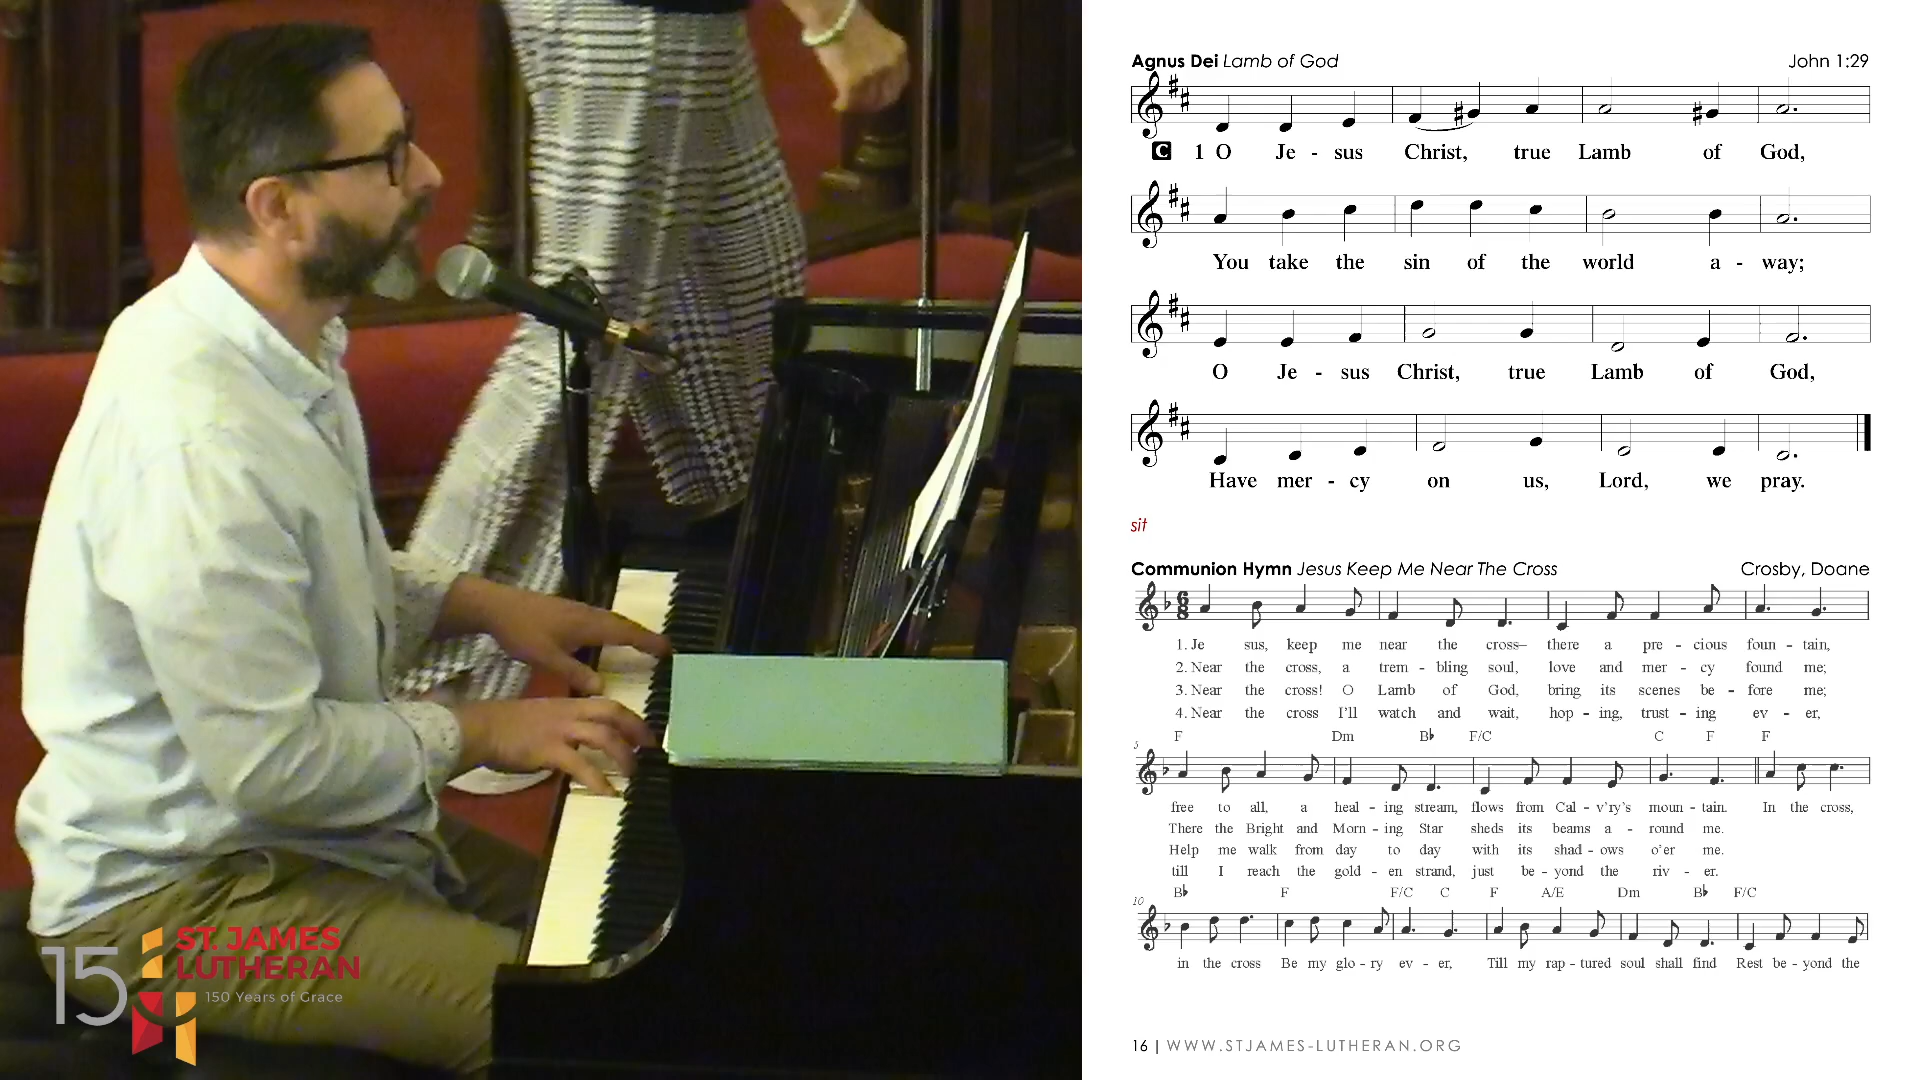 Agnus Dei Lamb of God John 1:29
C 1 O Je - sus Christ, true Lamb of God,
You take the sin of the world a - way;
O Je - sus Christ, true Lamb of God,
Have mer - cy on us, Lord, we pray.
sit
Communion Hymn Jesus Keep Me Near The Cross Crosby, Doane
6
8
1. Je sus, keep me near the cross– there a pre - cious foun - tain,
2. Near the cross, a trem - bling soul, love and mer - cy found me;
3. Near the cross! O Lamb of God, bring its scenes be - fore me;
4. Near the cross I'll watch and wait, hop - ing, trust - ing ev - er,
F Dm B♭ F/C C F F
5
free to all, a heal - ing stream, flows from Cal - v'ry's moun - tain. In the cross,
There the Bright and Morn - ing Star sheds its beams a - round me.
Help me walk from day to day with its shad - ows o'er me.
till I reach the gold - en strand, just be - yond the riv - er.
B♭ F F/C C F A/E Dm B♭ F/C
10
in the cross Be my glo - ry ev - er, Till my rap - tured soul shall find Rest be - yond the
16 | WWW.STJAMES-LUTHERAN.ORG
150
ST. JAMES
LUTHERAN
150 Years of Grace